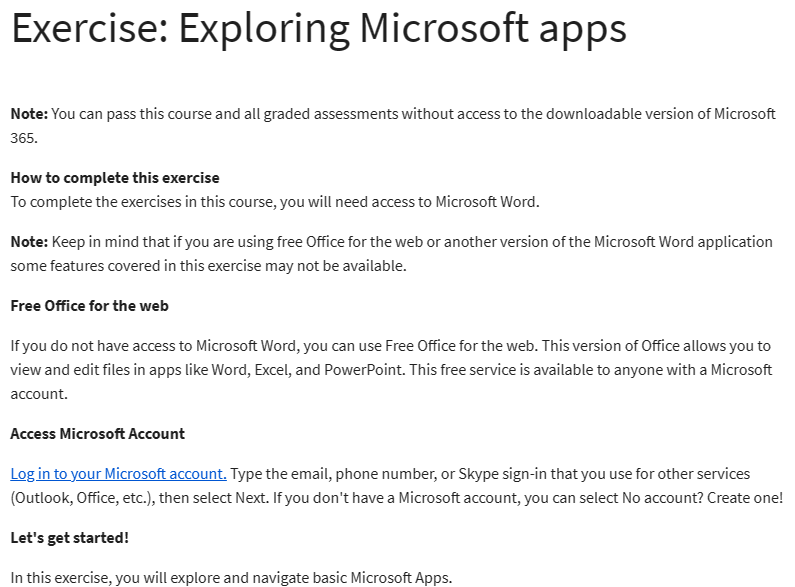 Exercise: Exploring Microsoft apps
Note: You can pass this course and all graded assessments without access to the downloadable version of Microsoft
365.
How to complete this exercise
To complete the exercises in this course, you will need access to Microsoft Word.
Note: Keep in mind that if you are using free Office for the web or another version of the Microsoft Word application
some features covered in this exercise may not be available.
Free Office for the web
If you do not have access to Microsoft Word, you can use Free Office for the web. This version of Office allows you to
view and edit files in apps like Word, Excel, and PowerPoint. This free service is available to anyone with a Microsoft
account.
Access Microsoft Account
Log in to your Microsoft account. Type the email, phone number, or Skype sign-in that you use for other services
(Outlook, Office, etc.), then select Next. If you don't have a Microsoft account, you can select No account? Create one!
Let's get started!
In this exercise, you will explore and navigate basic Microsoft Apps.